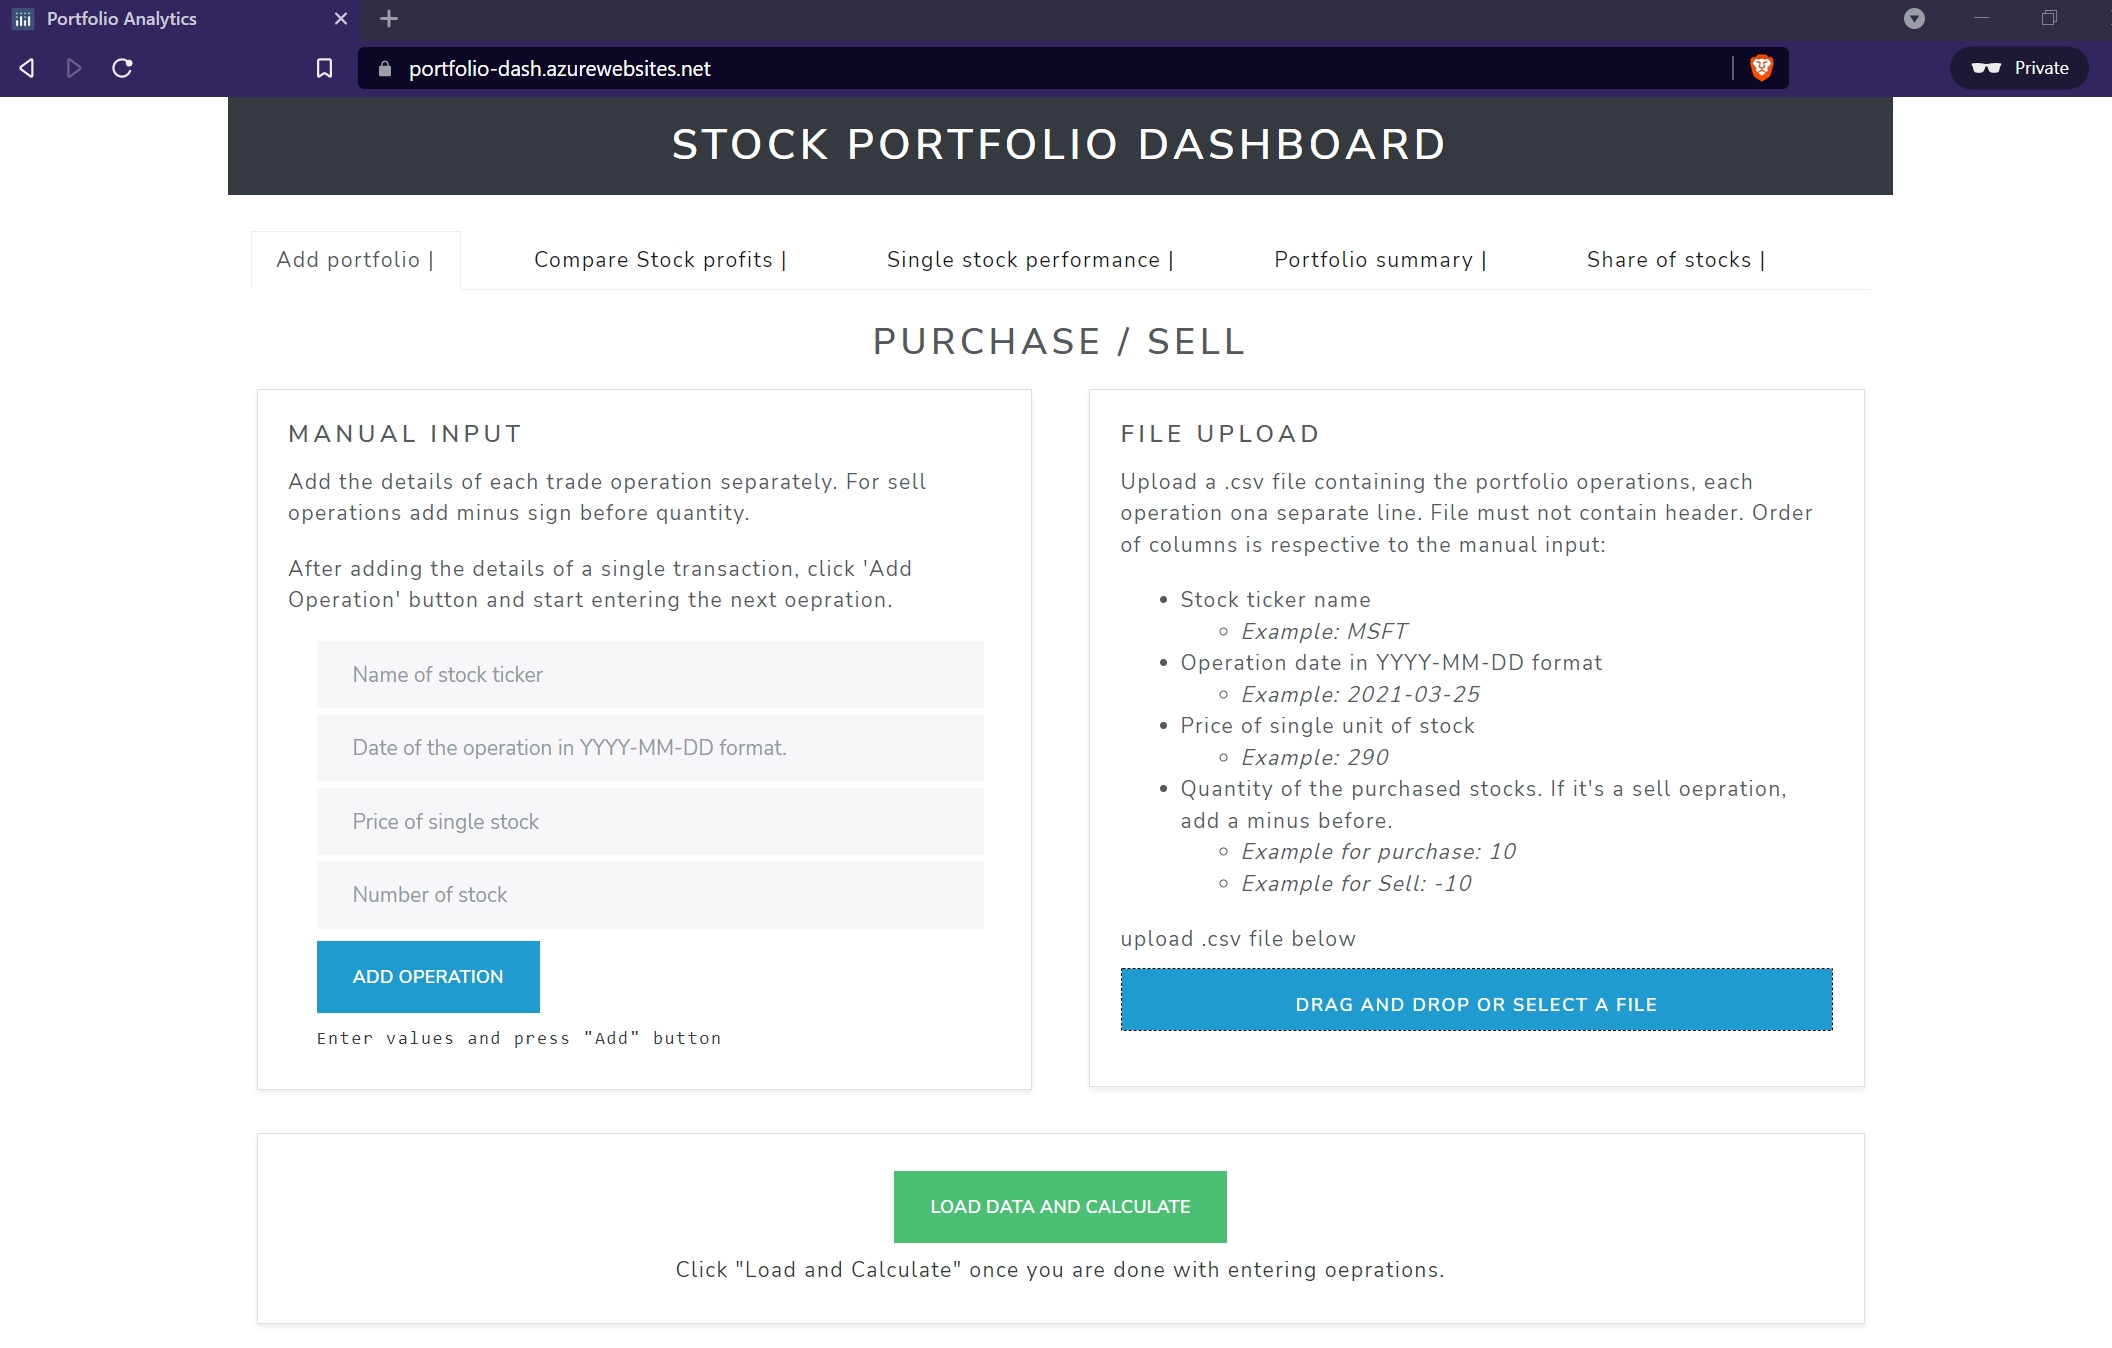 Portfolio Analytics
portfolio-dash.azurewebsites.net
Private
STOCK PORTFOLIO DASHBOARD
Add portfolio |
Compare Stock profits |
Single stock performance |
Portfolio summary |
Share of stocks |
PURCHASE / SELL
MANUAL INPUT
Add the details of each trade operation separately. For sell
operations add minus sign before quantity.
After adding the details of a single transaction, click 'Add
Operation' button and start entering the next oepration.
Name of stock ticker
Date of the operation in YYYY-MM-DD format.
Price of single stock
Number of stock
ADD OPERATION
Enter values and press "Add" button
FILE UPLOAD
Upload a .csv file containing the portfolio operations, each
operation ona separate line. File must not contain header. Order
of columns is respective to the manual input:
Stock ticker name
Example: MSFT
Operation date in YYYY-MM-DD format
Example: 2021-03-25
Price of single unit of stock
Example: 290
Quantity of the purchased stocks. If it's a sell oepration,
add a minus before.
Example for purchase: 10
Example for Sell: -10
upload .csv file below
DRAG AND DROP OR SELECT A FILE
LOAD DATA AND CALCULATE
Click "Load and Calculate" once you are done with entering oeprations.